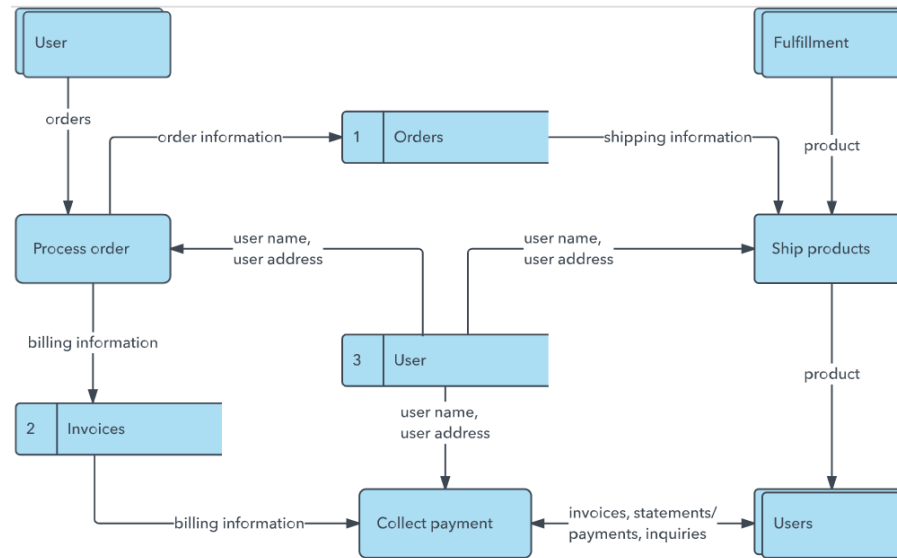 User
Fulfillment
orders
order information
1
Orders
shipping information
product
Process order
user name,
user address
user name,
user address
Ship products
billing information
3
User
product
2
Invoices
user name,
user address
billing information
Collect payment
invoices, statements/
payments, inquiries
Users